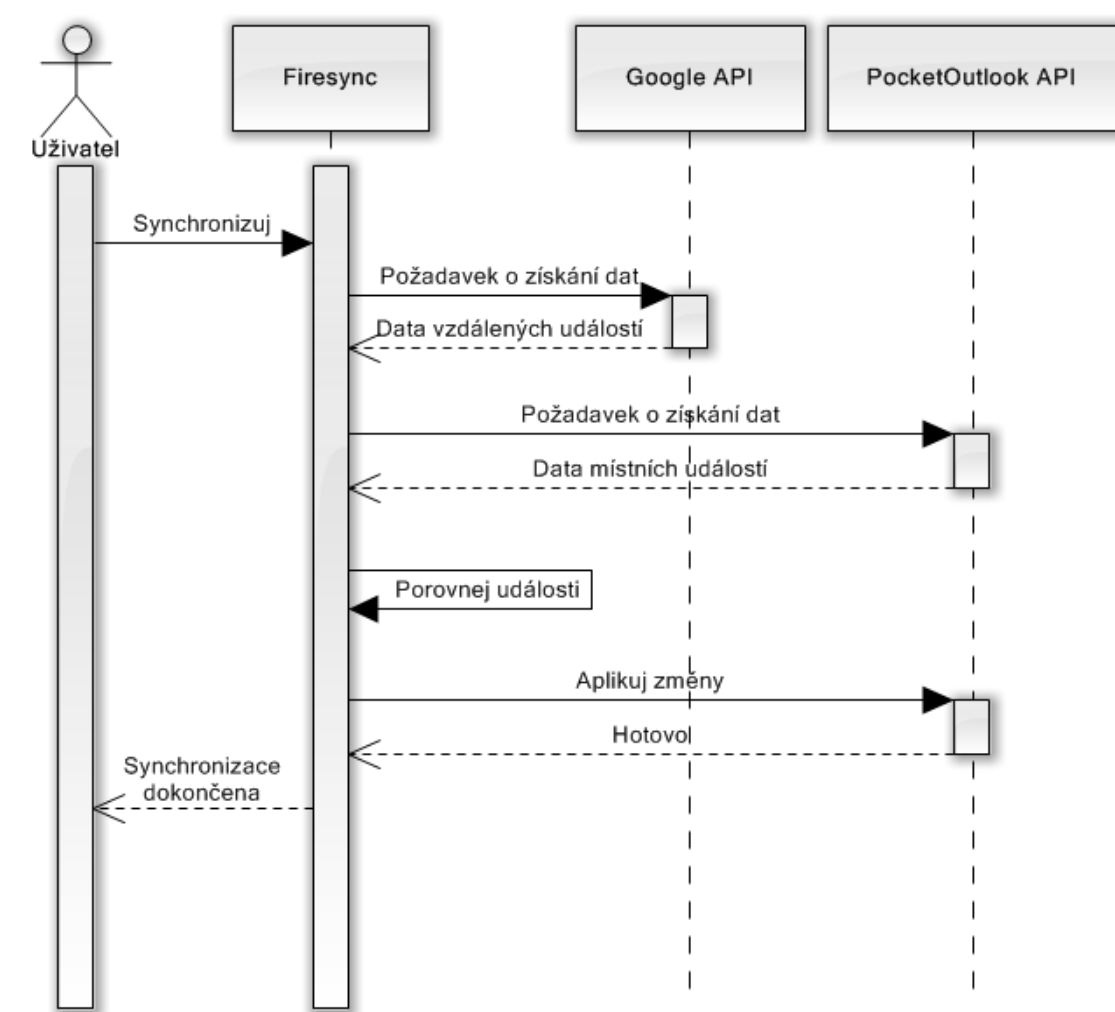 Firesync
Google API
PocketOutlook API
Uživatel
Synchronizuj
Požadavek o získání dat
Data vzdálených událostí
Požadavek o získání dat
Data místních událostí
Porovnej události
Aplikuj změny
Hotovo
Synchronizace
dokončena